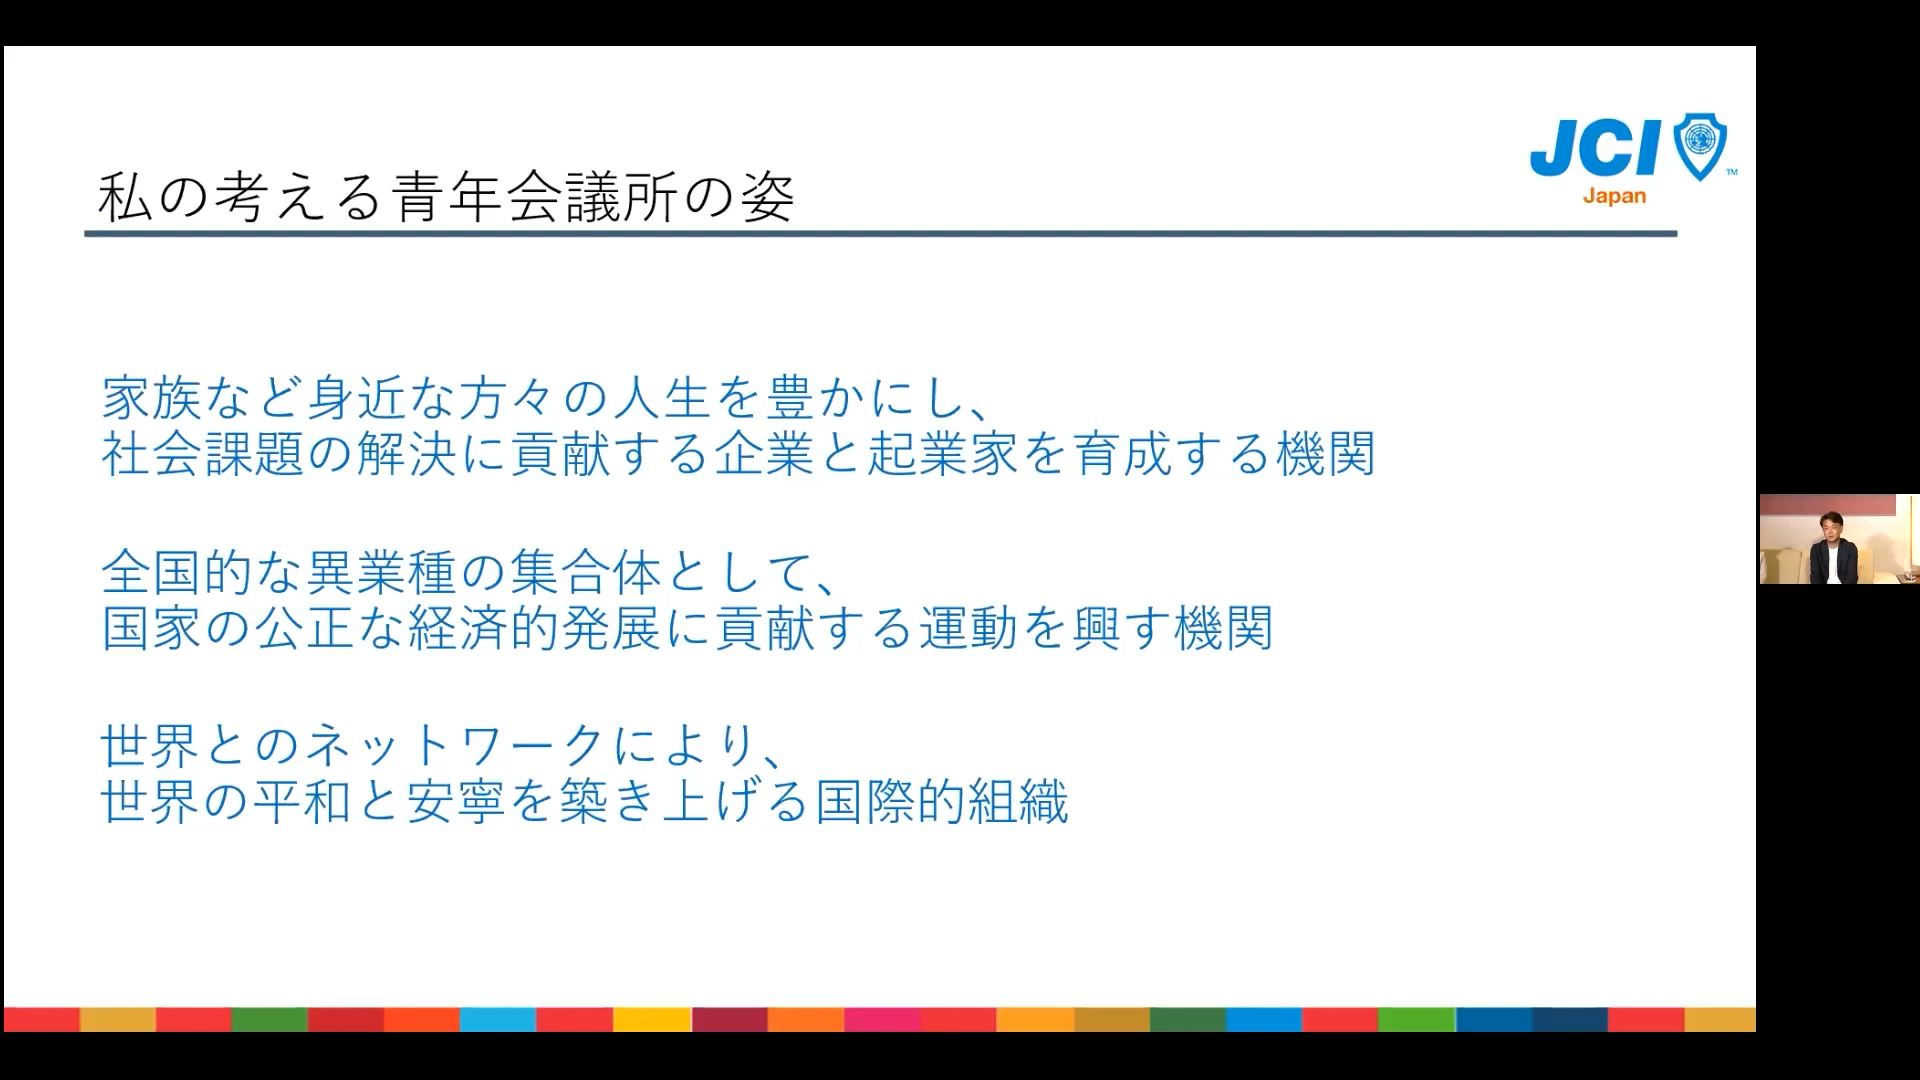 私の考える青年会議所の姿
JCI
™
Japan
家族など身近な方々の人生を豊かにし、
社会課題の解決に貢献する企業と起業家を育成する機関
全国的な異業種の集合体として、
国家の公正な経済的発展に貢献する運動を興す機関
世界とのネットワークにより、
世界の平和と安寧を築き上げる国際的組織